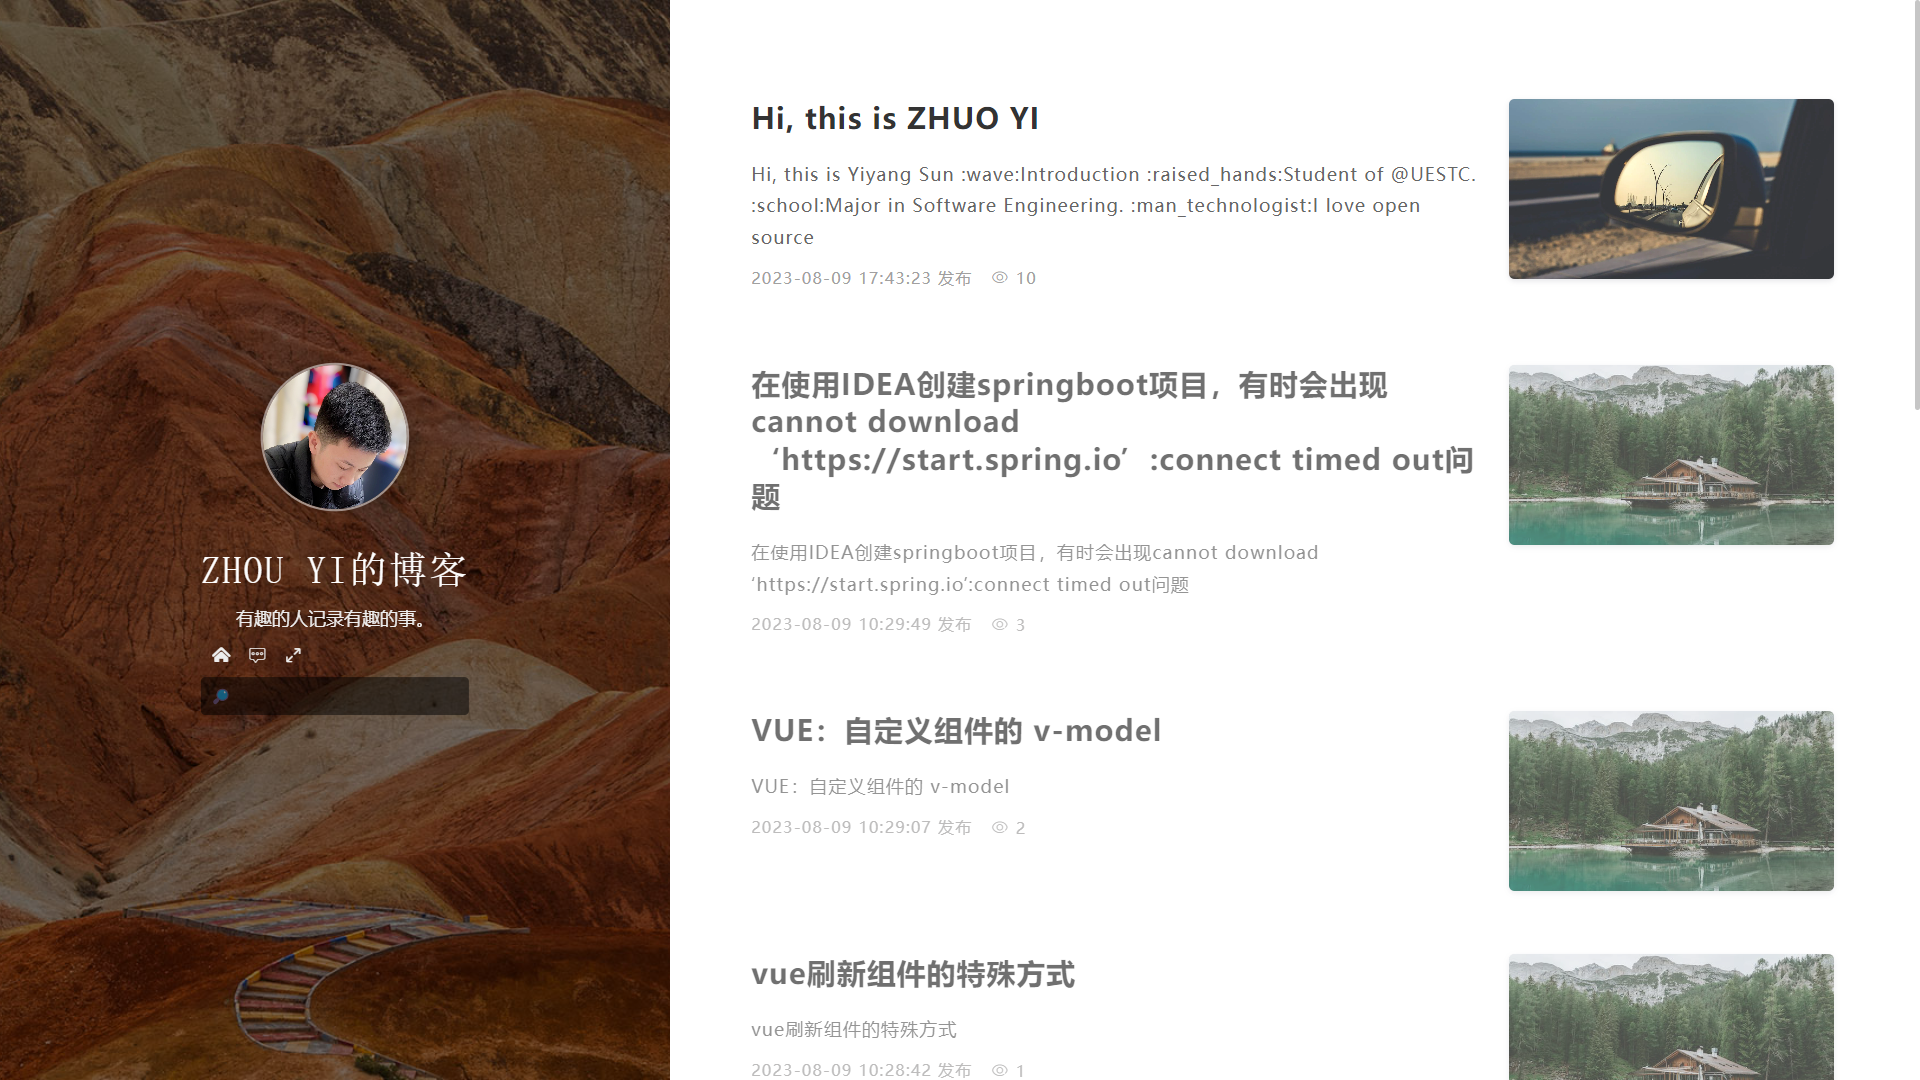 ZHOU YI的博客
有趣的人记录有趣的事。
Hi, this is ZHUO YI
Hi, this is Yiyang Sun :wave:Introduction :raised_hands:Student of @UESTC.
:school:Major in Software Engineering. :man_technologist:I love open
source
2023-08-09 17:43:23 发布 10
在使用IDEA创建springboot项目，有时会出现
cannot download
‘https://start.spring.io’:connect timed out问
题
在使用IDEA创建springboot项目，有时会出现cannot download
‘https://start.spring.io’:connect timed out问题
2023-08-09 10:29:49 发布 3
VUE：自定义组件的 v-model
VUE：自定义组件的 v-model
2023-08-09 10:29:07 发布 2
vue刷新组件的特殊方式
vue刷新组件的特殊方式
2023-08-09 10:28:42 发布 1